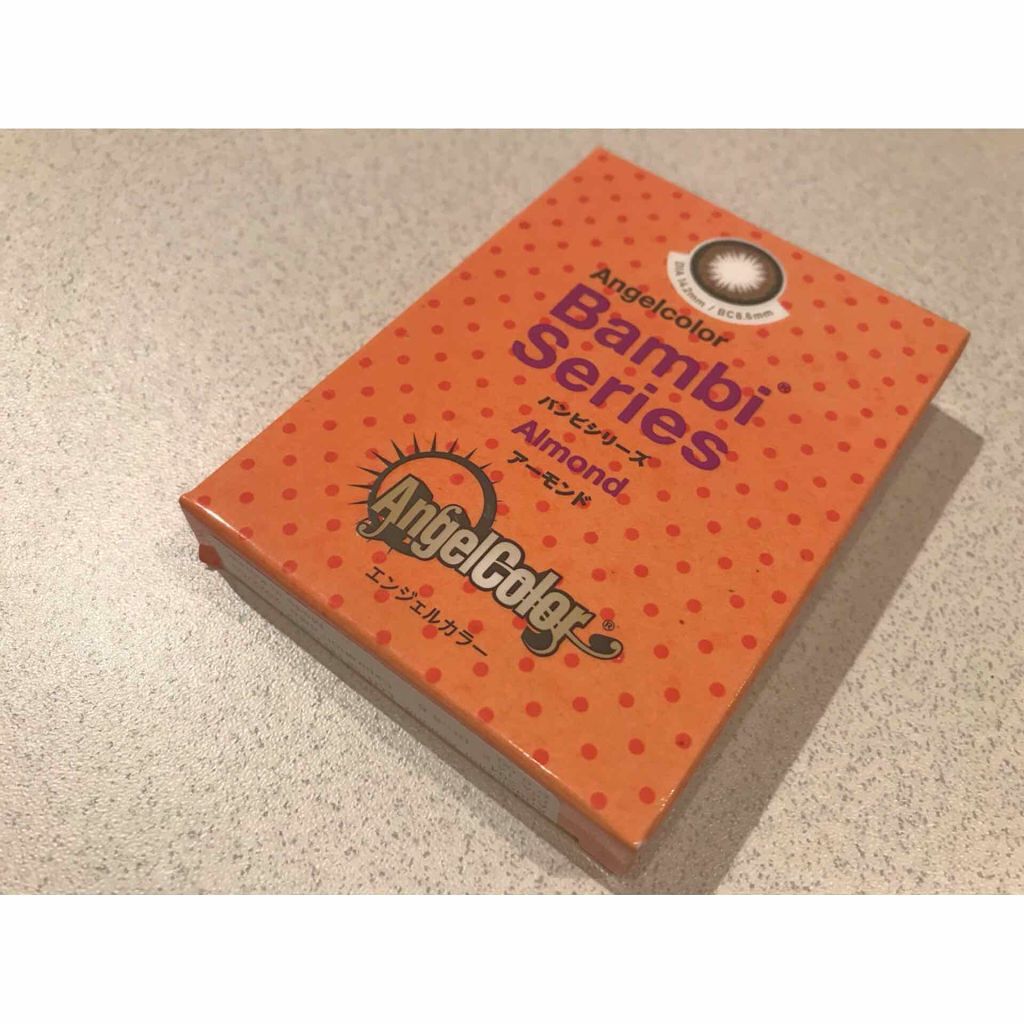 DIA 14.2mm / BC8.6mm
Angelcolor
Bambi®
Series
バンビシリーズ
Almond
アーモンド
AngelColor®
エンジェルカラー